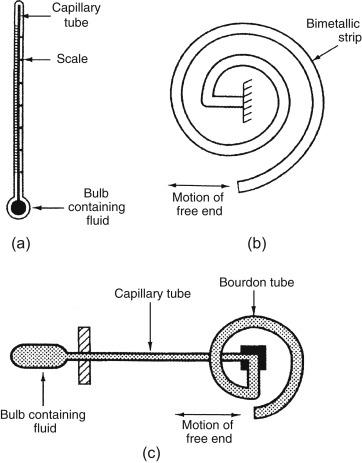 Capillary
tube
Scale
Bulb
containing
fluid
(a)
Bimetallic
strip
Motion of
free end
(b)
Bourdon tube
Capillary tube
Bulb containing
fluid
Motion of
free end
(c)